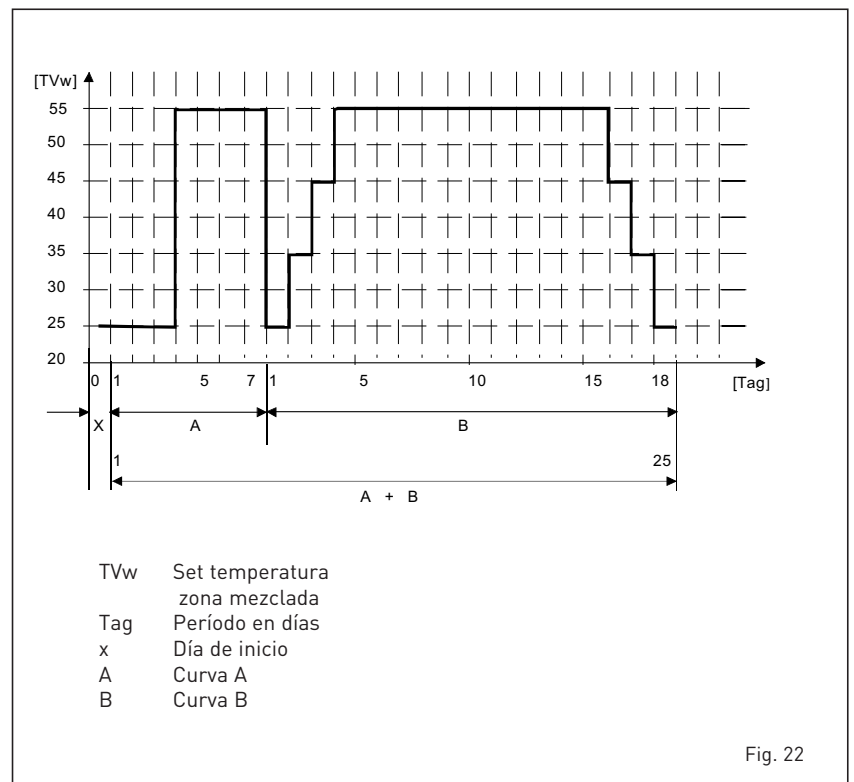 [TVw]
55
50
45
40
35
30
25
20
0 1 5 7 1 5 10 15 18 [Tag]
X A B
1 25
A + B
TVw Set temperatura
zona mezclada
Tag Período en días
x Día de inicio
A Curva A
B Curva B
Fig. 22